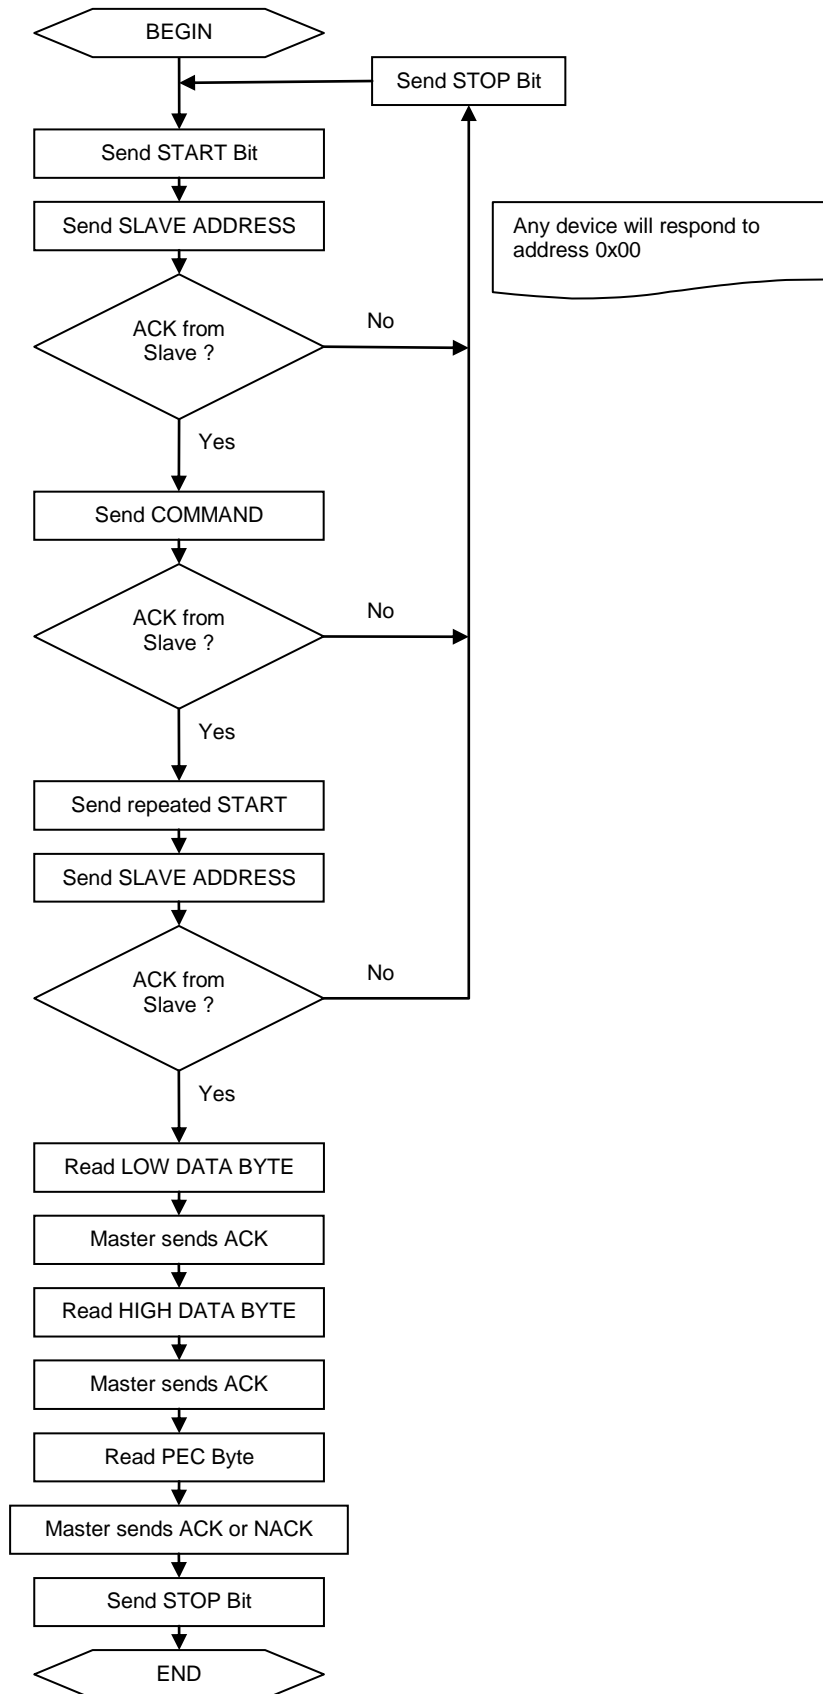 BEGIN
Send STOP Bit
Send START Bit
Send SLAVE ADDRESS
Any device will respond to
address 0x00
ACK from
Slave ?
No
Yes
Send COMMAND
ACK from
Slave ?
No
Yes
Send repeated START
Send SLAVE ADDRESS
ACK from
Slave ?
No
Yes
Read LOW DATA BYTE
Master sends ACK
Read HIGH DATA BYTE
Master sends ACK
Read PEC Byte
Master sends ACK or NACK
Send STOP Bit
END